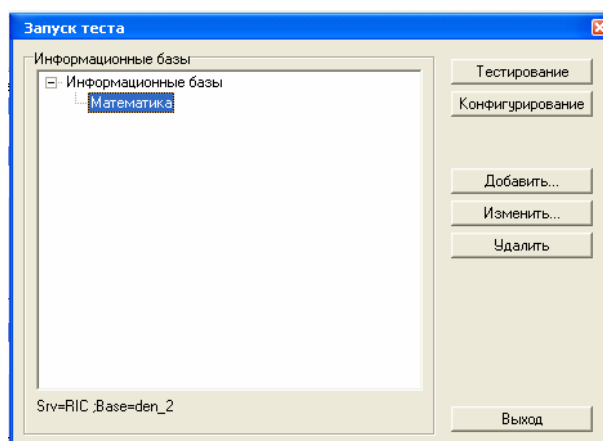 Запуск теста
Информационные базы
Информационные базы
Математика
Тестирование
Конфигурирование
Добавить...
Изменить...
Удалить
Srv=RIC ;Base=den_2
Выход